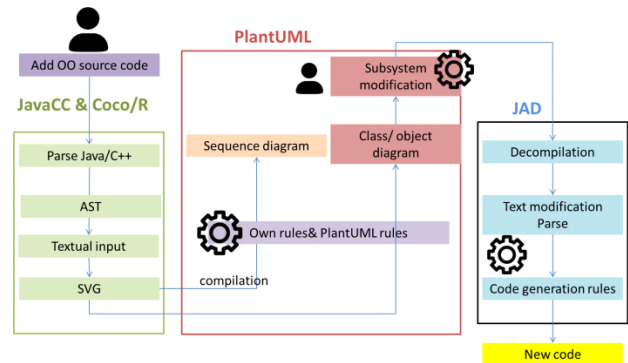 PlantUML
Add OO source code
Subsystem
modification
JavaCC & Coco/R
JAD
Parse Java/C++
Sequence diagram
Class/ object
diagram
Decompilation
AST
Text modification
Parse
Textual input
Own rules& PlantUML rules
SVG
compilation
Code generation rules
New code